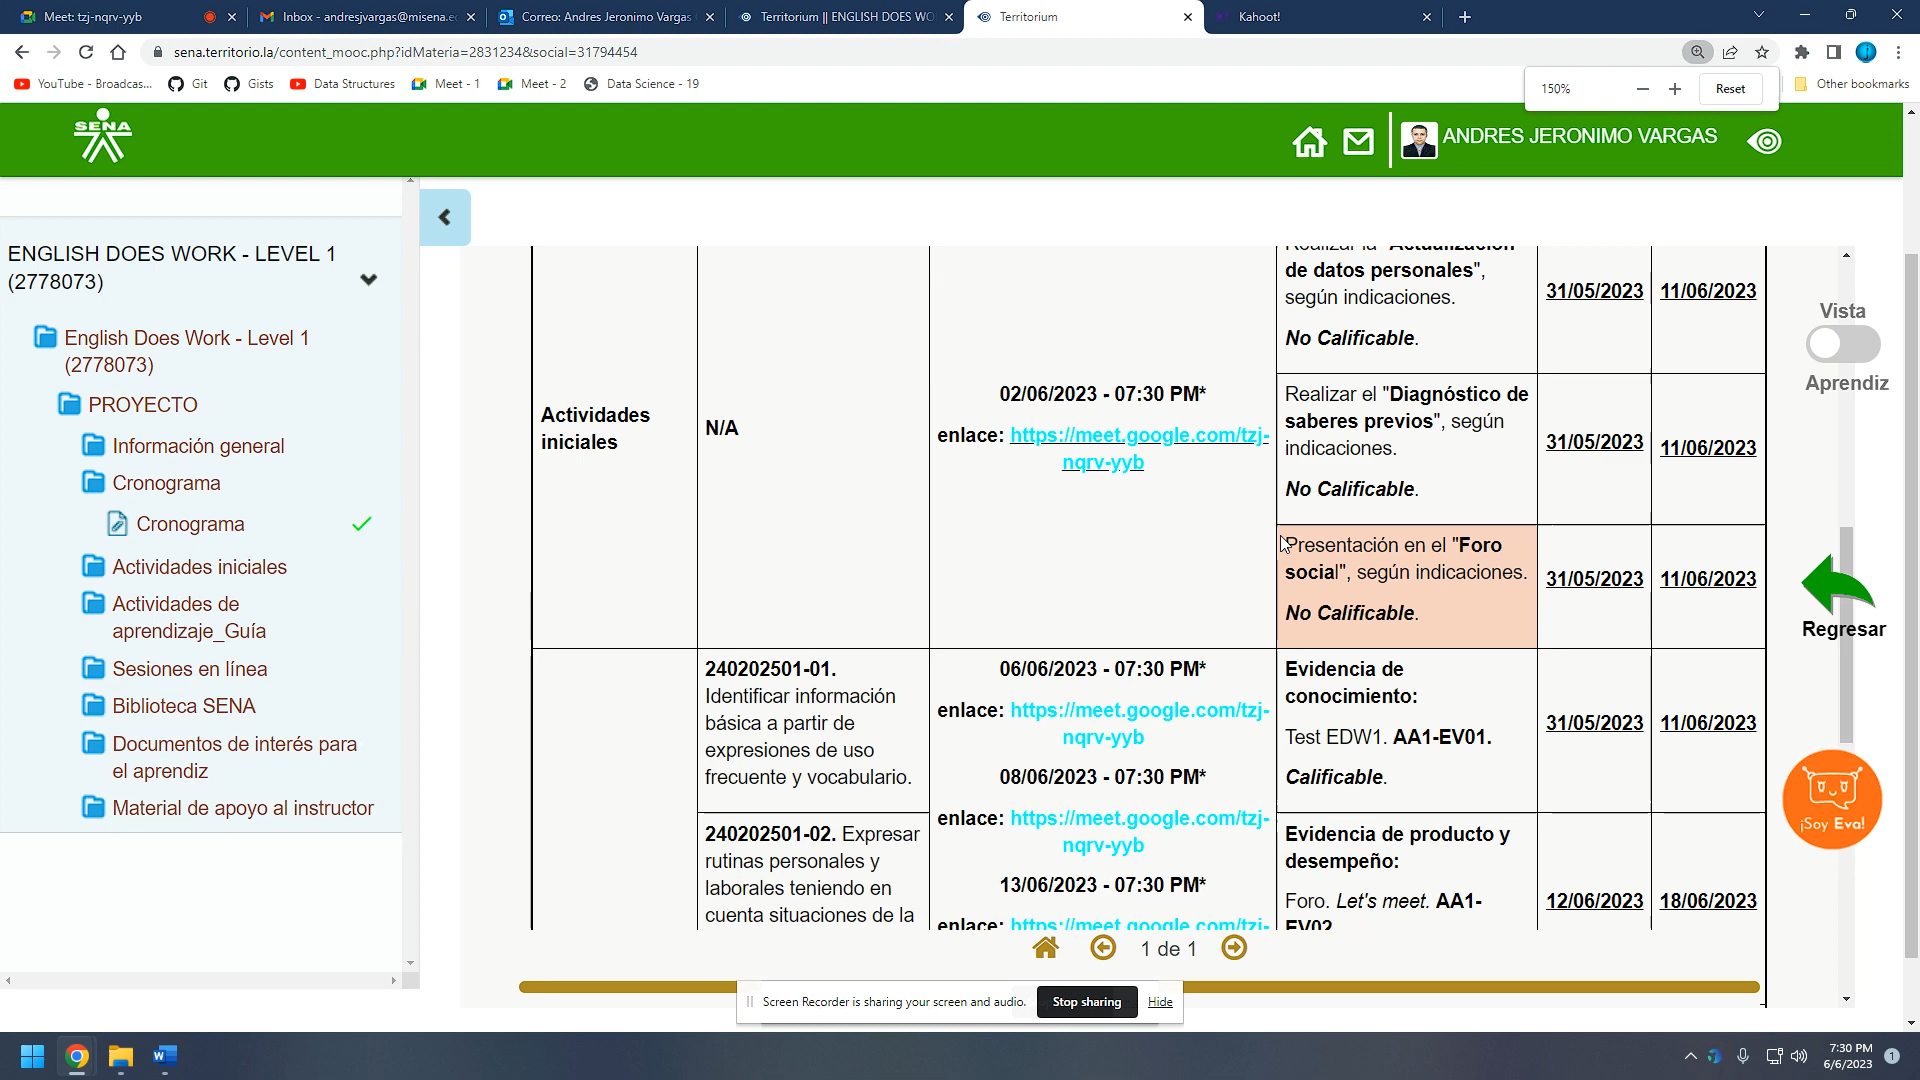 Meet: tzj-nqrv-yyb
Inbox - andresjvargas@misena.ec
Correo: Andres Jeronimo Vargas
Territorium || ENGLISH DOES WO
Territorium
Kahoot!
sena.territorio.la/content_mooc.php?idMateria=2831234&social=31794454
YouTube - Broadcas...
Git
Gists
Data Structures
Meet - 1
Meet - 2
Data Science - 19
150%
Reset
Other bookmarks
SENA
ANDRES JERONIMO VARGAS
ENGLISH DOES WORK - LEVEL 1
(2778073)
English Does Work - Level 1
(2778073)
PROYECTO
Información general
Cronograma
Cronograma
Actividades iniciales
Actividades de
aprendizaje_Guía
Sesiones en línea
Biblioteca SENA
Documentos de interés para
el aprendiz
Material de apoyo al instructor
Actividades
iniciales
N/A
02/06/2023 - 07:30 PM*
enlace: https://meet.google.com/tzj-
nqrv-yyb
Realizar la "Actualización
de datos personales",
según indicaciones.
No Calificable.
31/05/2023
11/06/2023
Realizar el "Diagnóstico de
saberes previos", según
indicaciones.
No Calificable.
31/05/2023
11/06/2023
Presentación en el "Foro
social", según indicaciones.
No Calificable.
31/05/2023
11/06/2023
240202501-01.
Identificar información
básica a partir de
expresiones de uso
frecuente y vocabulario.
06/06/2023 - 07:30 PM*
enlace: https://meet.google.com/tzj-
nqrv-yyb
08/06/2023 - 07:30 PM*
enlace: https://meet.google.com/tzj-
nqrv-yyb
13/06/2023 - 07:30 PM*
enlace: https://meet.google.com/tzj-
Evidencia de
conocimiento:
Test EDW1. AA1-EV01.
Calificable.
31/05/2023
11/06/2023
240202501-02. Expresar
rutinas personales y
laborales teniendo en
cuenta situaciones de la
Evidencia de producto y
desempeño:
Foro. Let's meet. AA1-
EV02
12/06/2023
18/06/2023
Vista
Aprendiz
Regresar
¡Soy Eva!
1 de 1
Screen Recorder is sharing your screen and audio.
Stop sharing
Hide
7:30 PM
6/6/2023
1